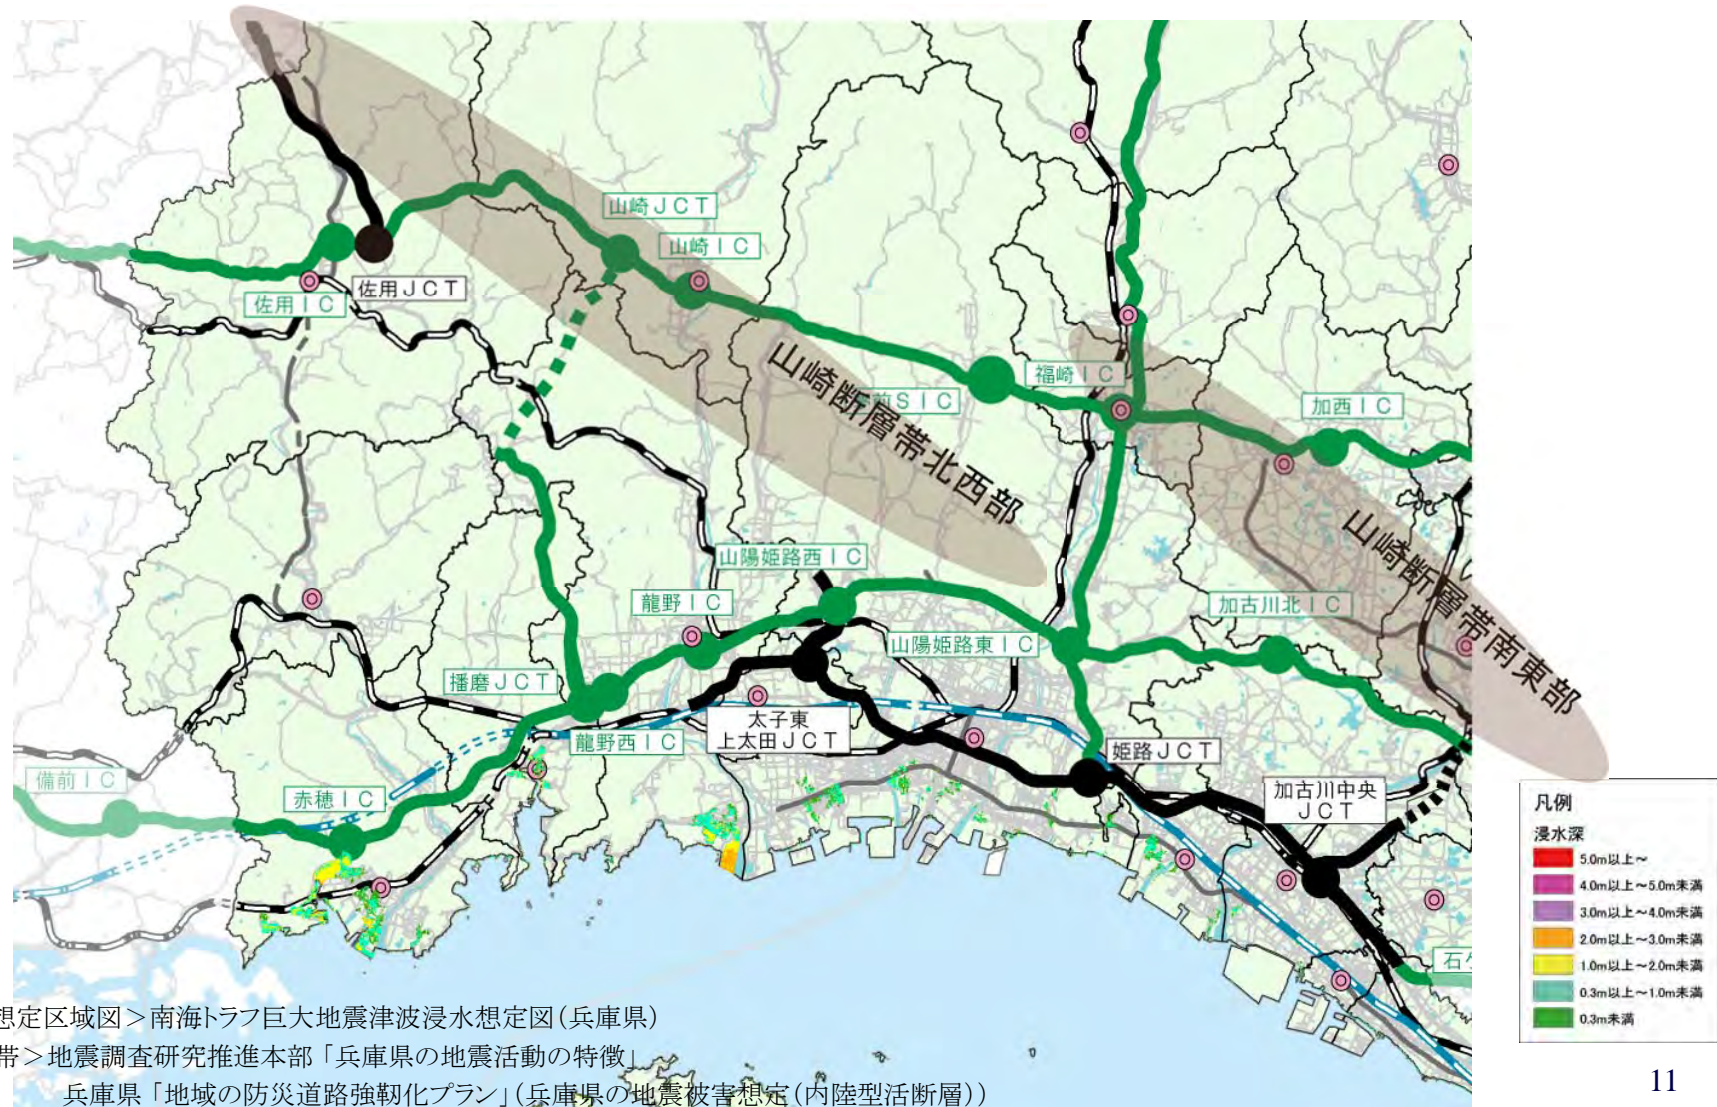 山崎JCT
山崎IC
佐用JCT
佐用IC
山崎断層帯北西部
前SIC
福崎IC
加西IC
山崎断層帯南東部
山陽姫路西IC
龍野IC
加古川北IC
山陽姫路東IC
播磨JCT
太子東
上太田JCT
龍野西IC
姫路JCT
備前IC
赤穂IC
加古川中央
JCT
凡例
浸水深
5.0m以上～
4.0m以上～5.0m未満
3.0m以上～4.0m未満
2.0m以上～3.0m未満
1.0m以上～2.0m未満
0.3m以上～1.0m未満
0.3m未満
石
想定区域図＞南海トラフ巨大地震津波浸水想定図(兵庫県)
帯＞地震調査研究推進本部「兵庫県の地震活動の特徴」
兵庫県「地域の防災道路強靱化プラン」(兵庫県の地震被害想定(内陸型活断層))
11